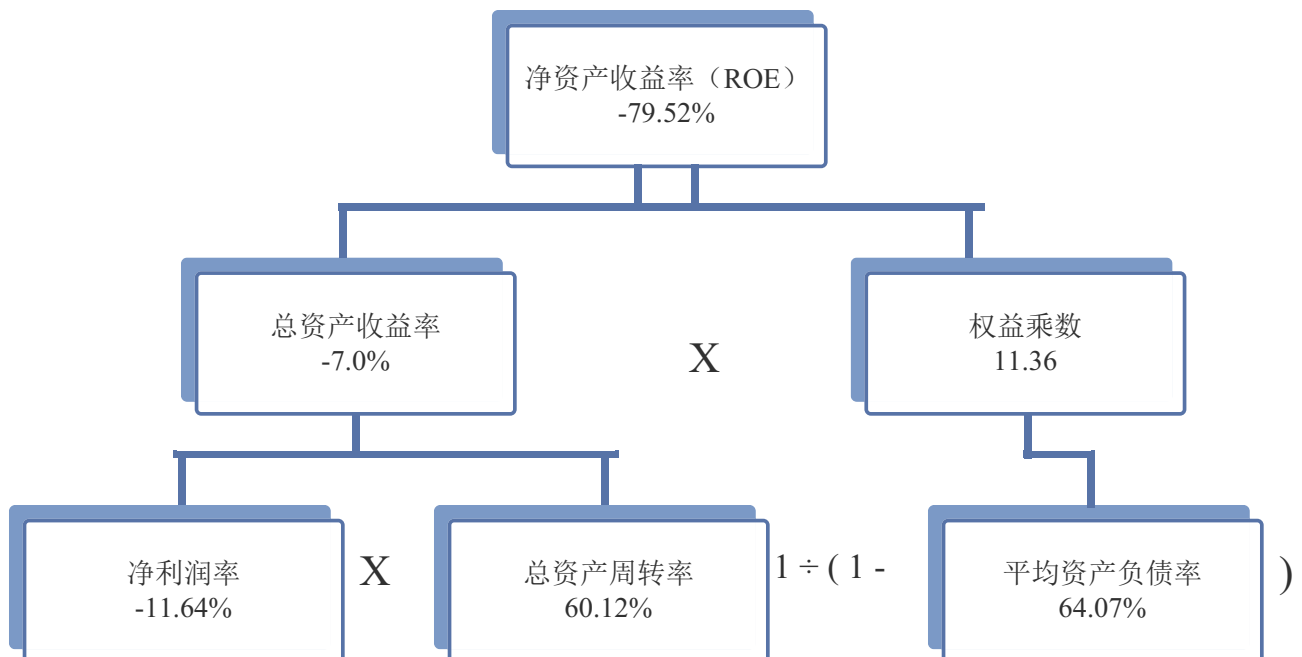 净资产收益率（ROE）
-79.52%
总资产收益率
-7.0%
X
权益乘数
11.36
净利润率
-11.64%
X
总资产周转率
60.12%
1 ÷ ( 1 -
平均资产负债率
64.07%
)